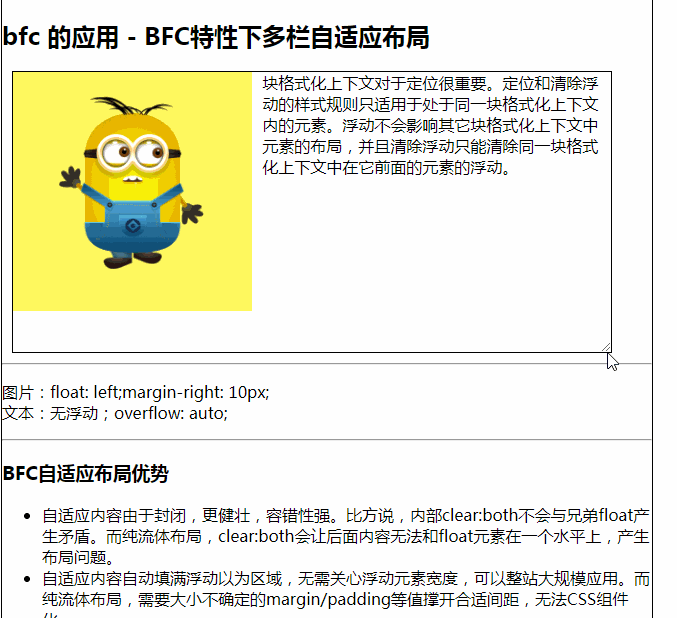 bfc 的应用 - BFC特性下多栏自适应布局
块格式化上下文对于定位很重要。定位和清除浮
动的样式规则只适用于处于同一块格式化上下文
内的元素。浮动不会影响其它块格式化上下文中
元素的布局，并且清除浮动只能清除同一块格式
化上下文中在它前面的元素的浮动。
图片：float: left;margin-right: 10px;
文本：无浮动；overflow: auto;
BFC自适应布局优势
• 自适应内容由于封闭，更健壮，容错性强。比方说，内部clear:both不会与兄弟float产
生矛盾。而纯流体布局，clear:both会让后面内容无法和float元素在一个水平上，产生
布局问题。
• 自适应内容自动填满浮动以为区域，无需关心浮动元素宽度，可以整站大规模应用。而
纯流体布局，需要大小不确定的margin/padding等值撑开合适间距，无法CSS组件